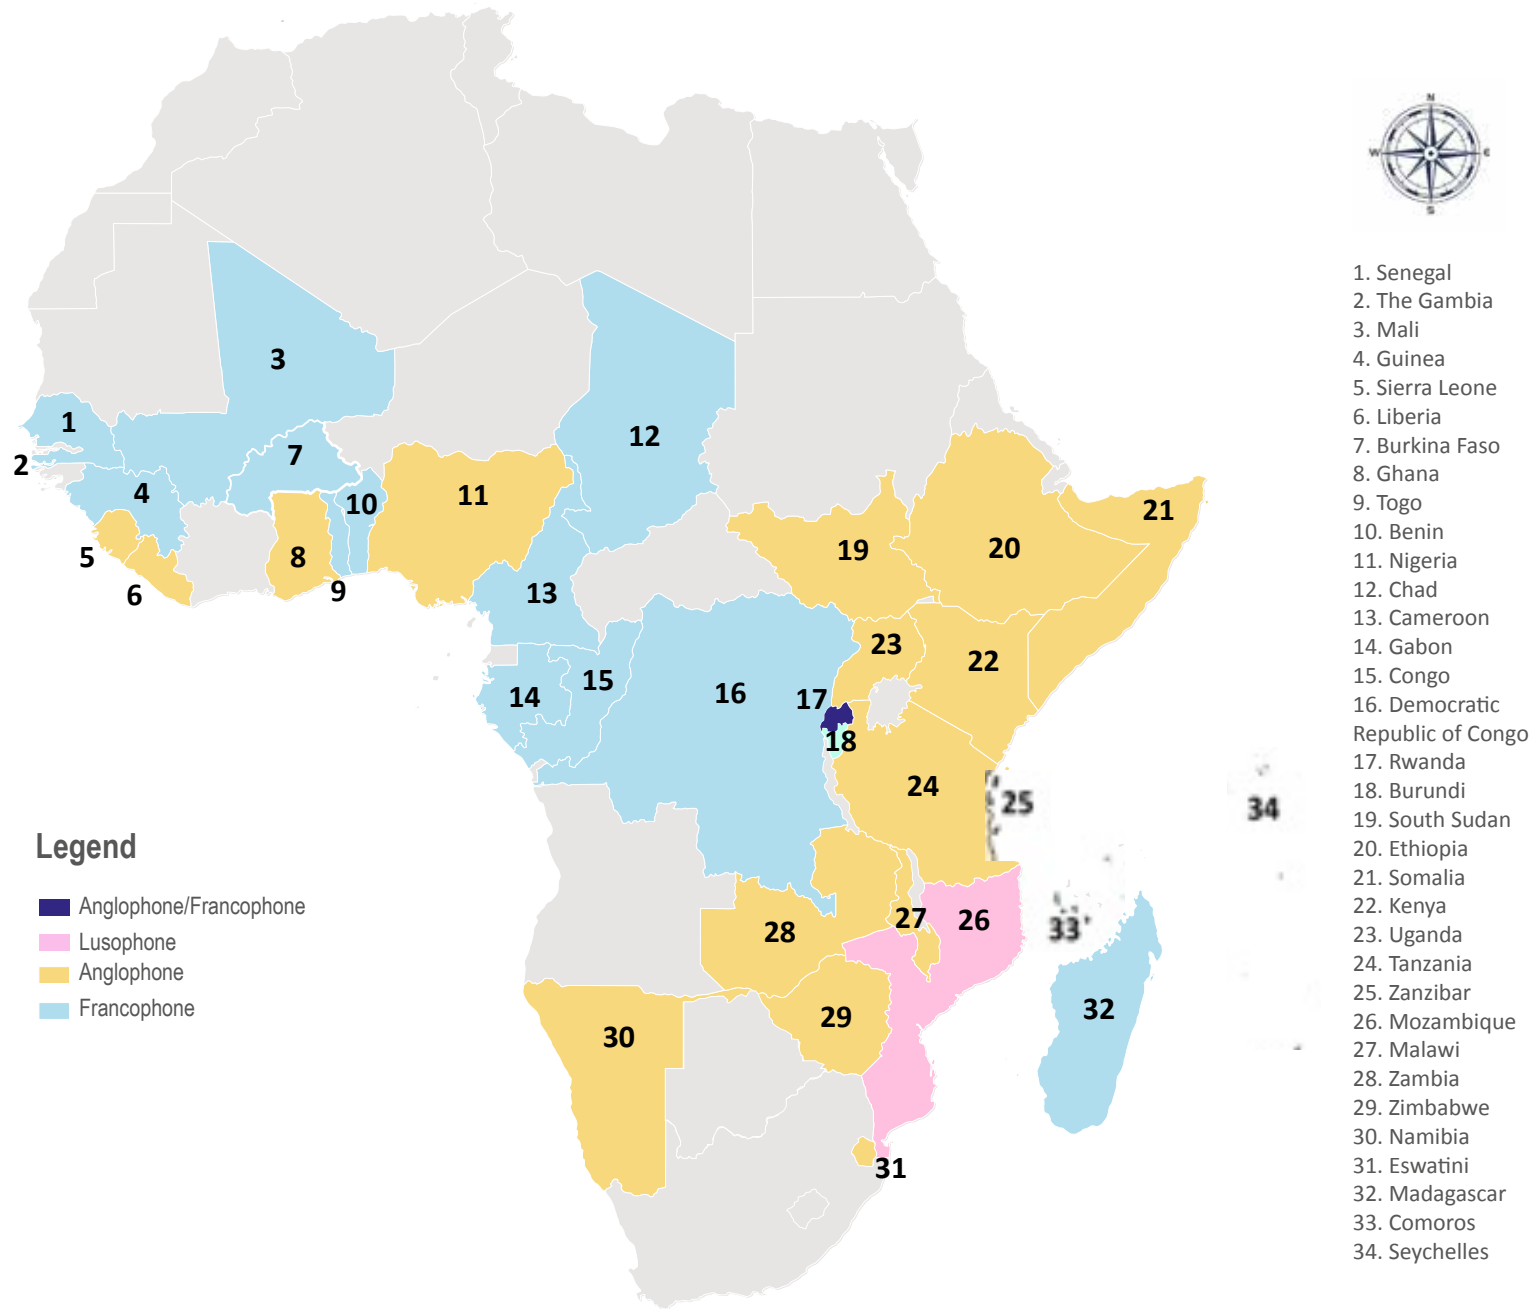 N
W
E
S
3
1
12
7
2
4
10
11
21
19
20
5
8
6
9
13
23
22
15
16
14
17
18
24
25
34
27
26
33
28
32
29
30
31
Legend
Anglophone/Francophone
Lusophone
Anglophone
Francophone
1. Senegal
2. The Gambia
3. Mali
4. Guinea
5. Sierra Leone
6. Liberia
7. Burkina Faso
8. Ghana
9. Togo
10. Benin
11. Nigeria
12. Chad
13. Cameroon
14. Gabon
15. Congo
16. Democratic
Republic of Congo
17. Rwanda
18. Burundi
19. South Sudan
20. Ethiopia
21. Somalia
22. Kenya
23. Uganda
24. Tanzania
25. Zanzibar
26. Mozambique
27. Malawi
28. Zambia
29. Zimbabwe
30. Namibia
31. Eswatini
32. Madagascar
33. Comoros
34. Seychelles